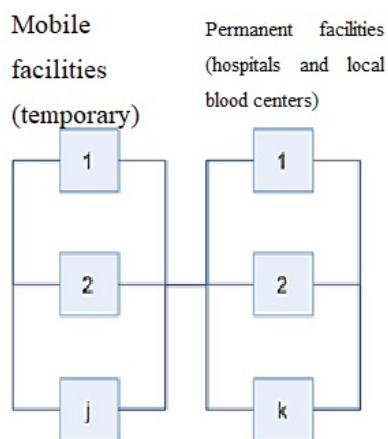 Mobile
facilities
(temporary)
Permanent facilities
(hospitals and local
blood centers)
1
1
2
2
j
k